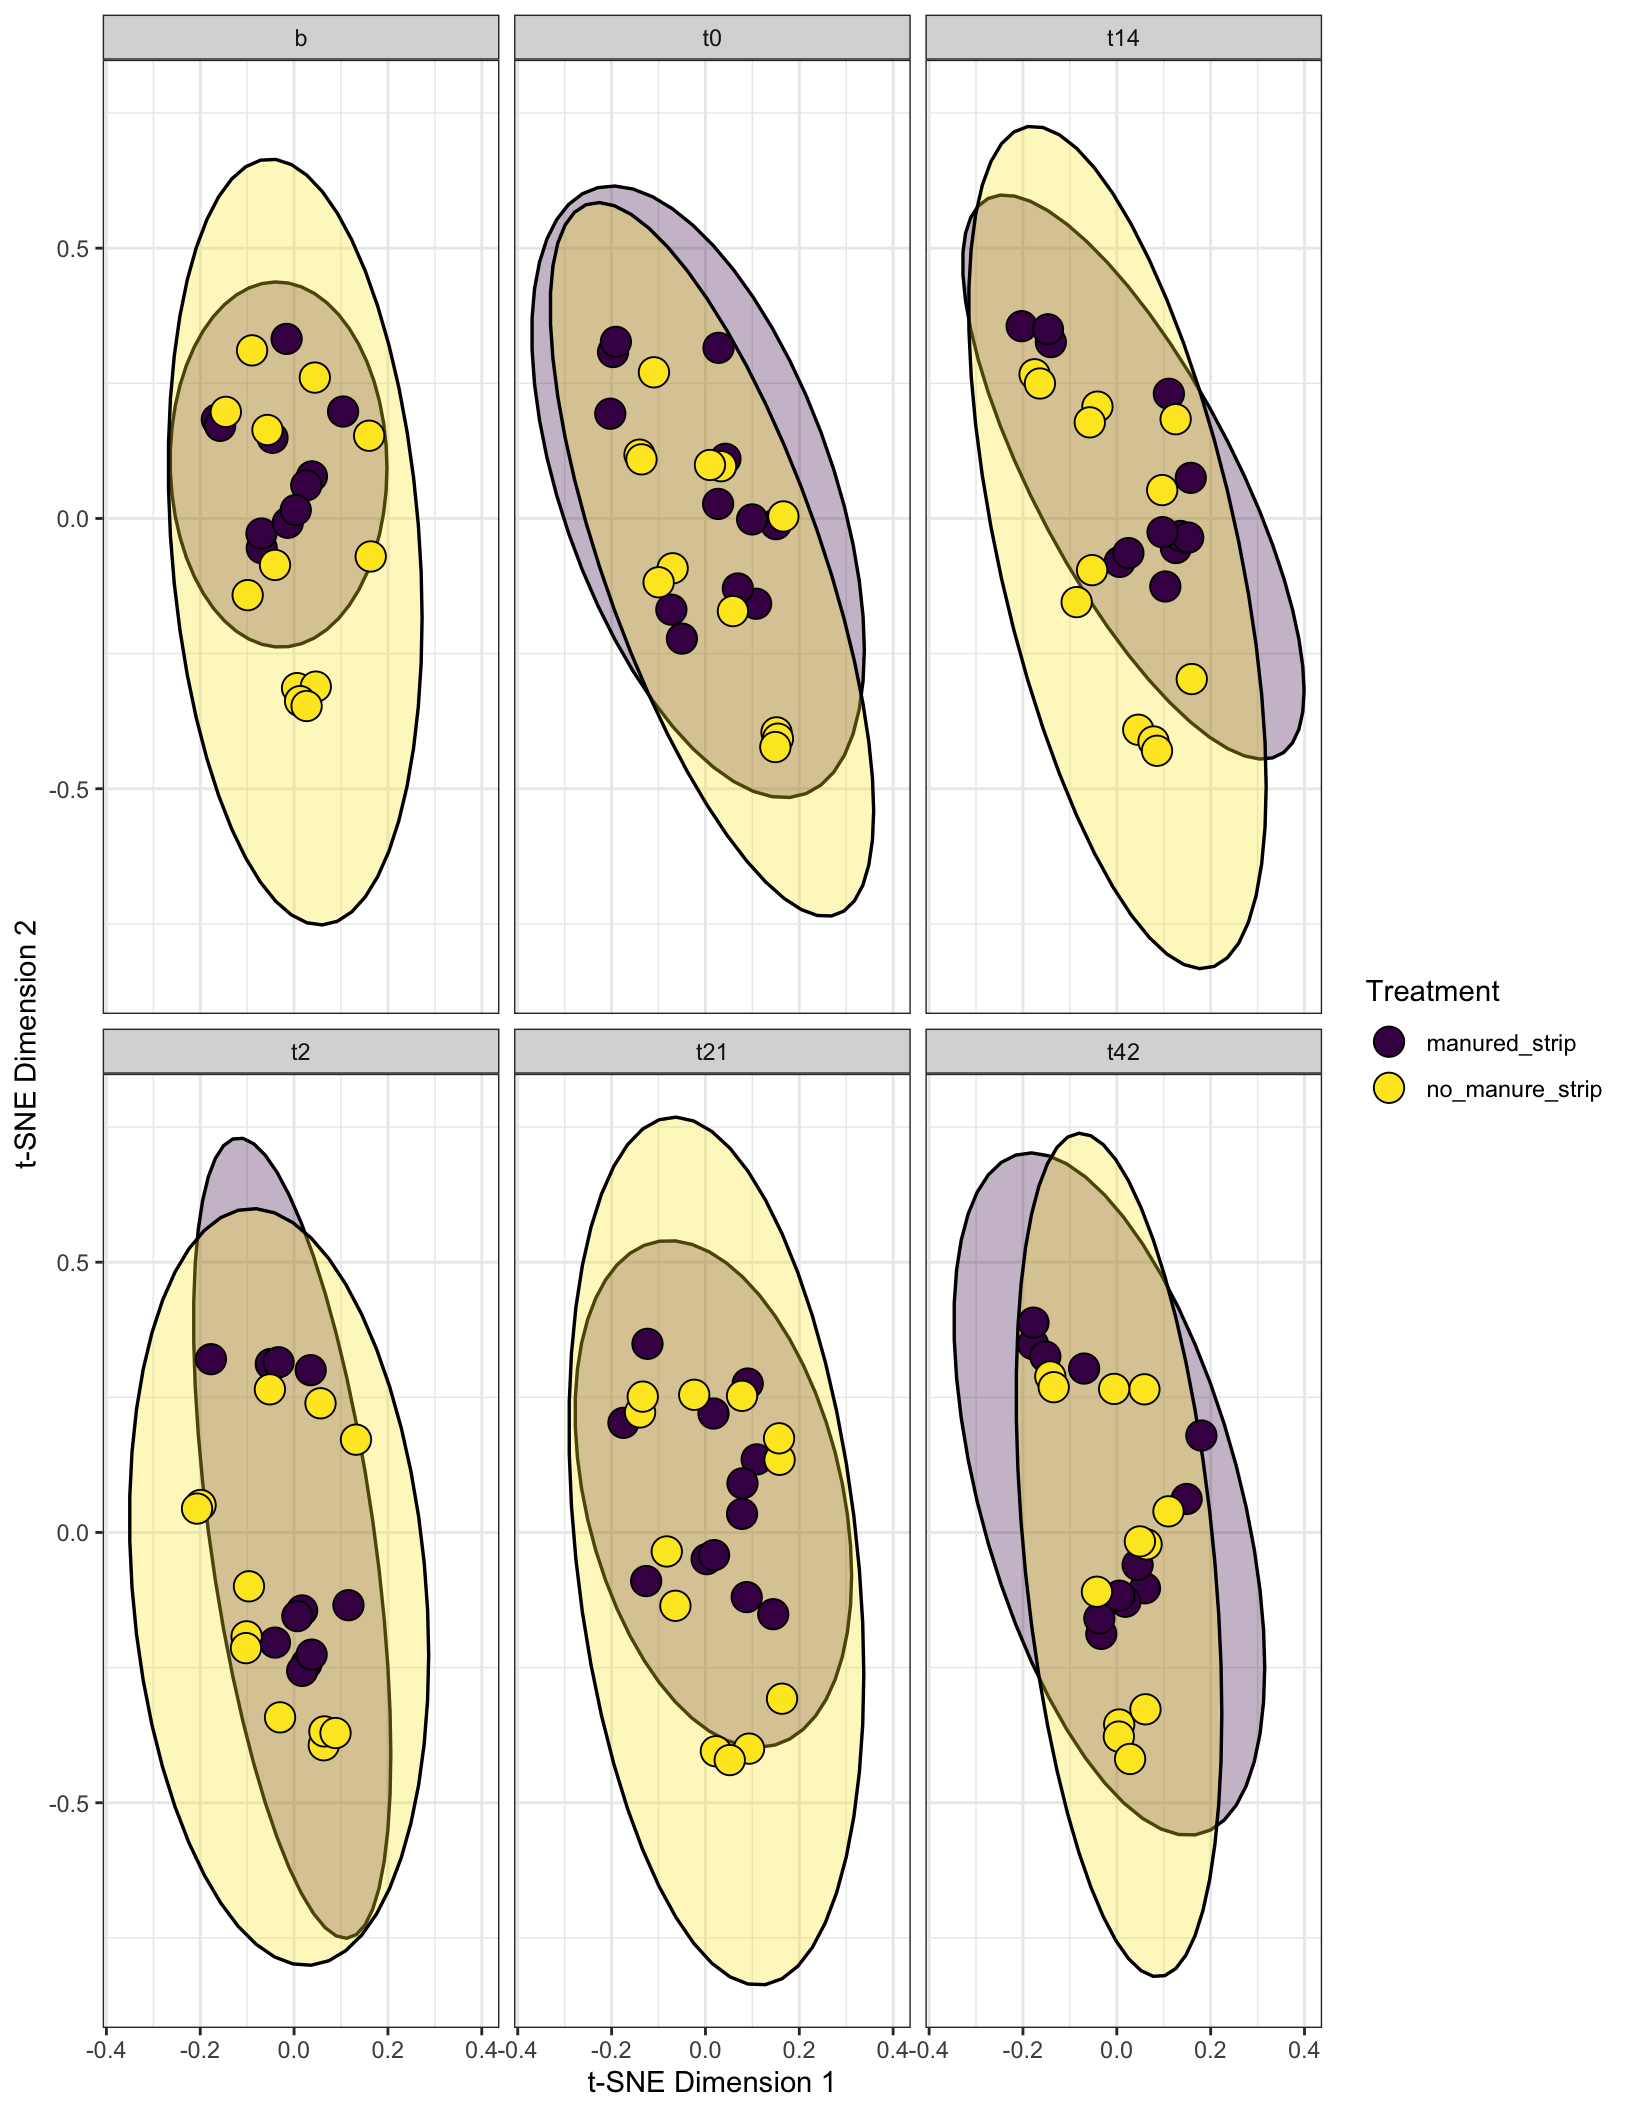 b
t0
t14
0.5
0.0
-0.5
t2
t21
t42
0.5
0.0
-0.5
-0.4 -0.2 0.0 0.2 0.4
-0.4 -0.2 0.0 0.2 0.4
-0.4 -0.2 0.0 0.2 0.4
t-SNE Dimension 1
t-SNE Dimension 2
Treatment
manured_strip
no_manure_strip